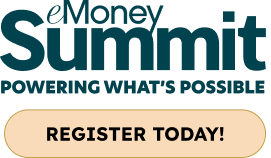 eMoney
Summit
POWERING WHAT'S POSSIBLE
REGISTER TODAY!